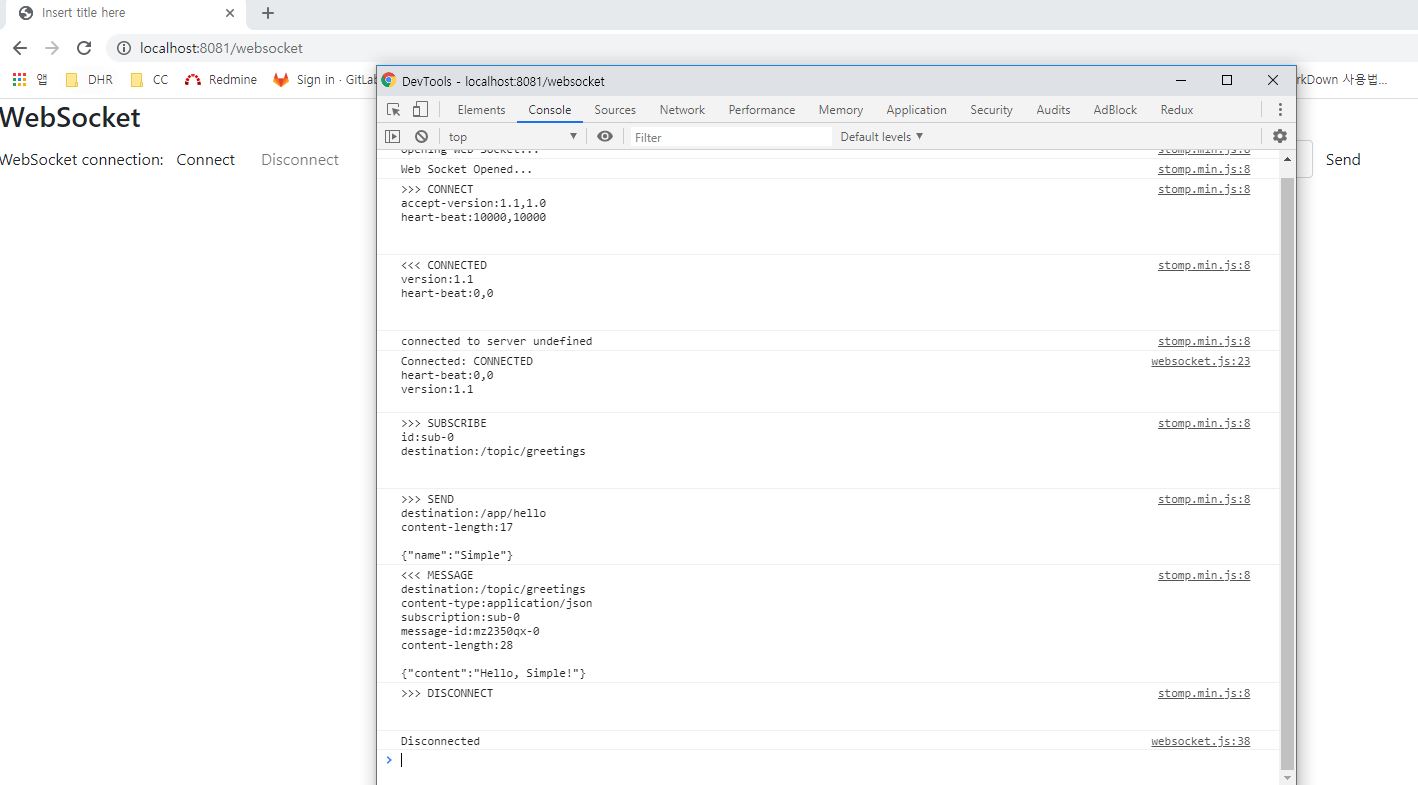 Insert title here
localhost:8081/websocket
앱 DHR CC Redmine Sign in · GitLab
rkDown 사용법...
WebSocket
WebSocket connection: Connect Disconnect
Send
DevTools - localhost:8081/websocket
Elements Console Sources Network Performance Memory Application Security Audits AdBlock Redux
top Filter Default levels ▼
Opening Web Socket... stomp.min.js:8
Web Socket Opened... stomp.min.js:8
>>> CONNECT stomp.min.js:8
accept-version:1.1,1.0
heart-beat:10000,10000
<<< CONNECTED stomp.min.js:8
version:1.1
heart-beat:0,0
connected to server undefined stomp.min.js:8
Connected: CONNECTED websocket.js:23
heart-beat:0,0
version:1.1
>>> SUBSCRIBE stomp.min.js:8
id:sub-0
destination:/topic/greetings
>>> SEND stomp.min.js:8
destination:/app/hello
content-length:17
{"name":"Simple"}
<<< MESSAGE stomp.min.js:8
destination:/topic/greetings
content-type:application/json
subscription:sub-0
message-id:mz2350qx-0
content-length:28
{"content":"Hello, Simple!"}
>>> DISCONNECT stomp.min.js:8
Disconnected websocket.js:38